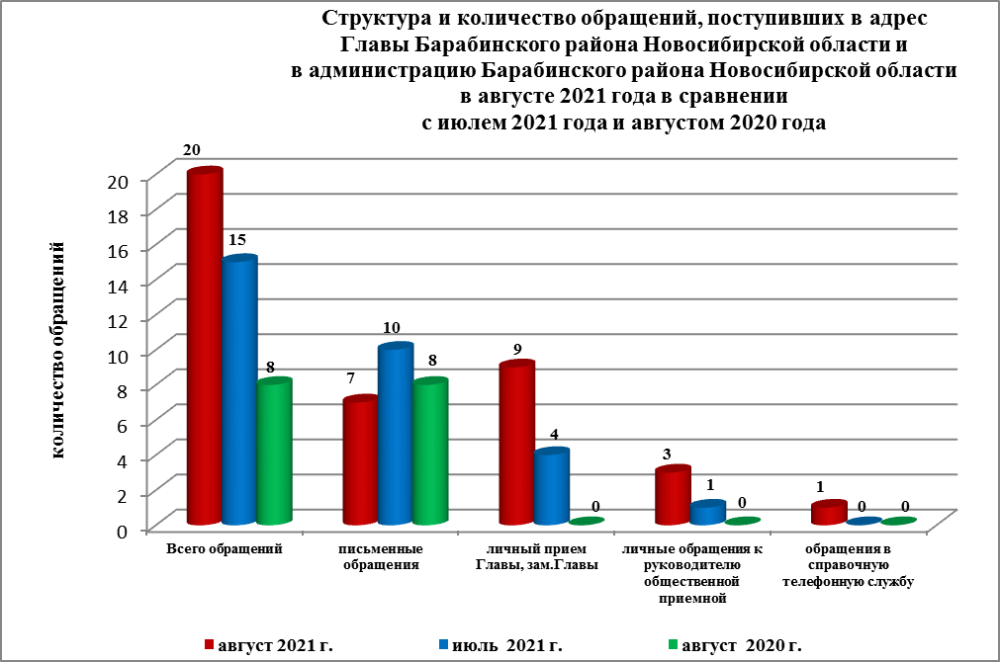 Структура и количество обращений, поступивших в адрес
Главы Барабинского района Новосибирской области и
в администрацию Барабинского района Новосибирской области
в августе 2021 года в сравнении
с июлем 2021 года и августом 2020 года
количество обращений
20
18
16
14
12
10
8
6
4
2
0
20
15
8
7
10
8
9
4
0
3
1
0
1
0
0
Всего обращений
письменные
обращения
личный прием
Главы, зам.Главы
личные обращения к
руководителю
общественной
приемной
обращения в
справочную
телефонную службу
август 2021 г.
июль 2021 г.
август 2020 г.